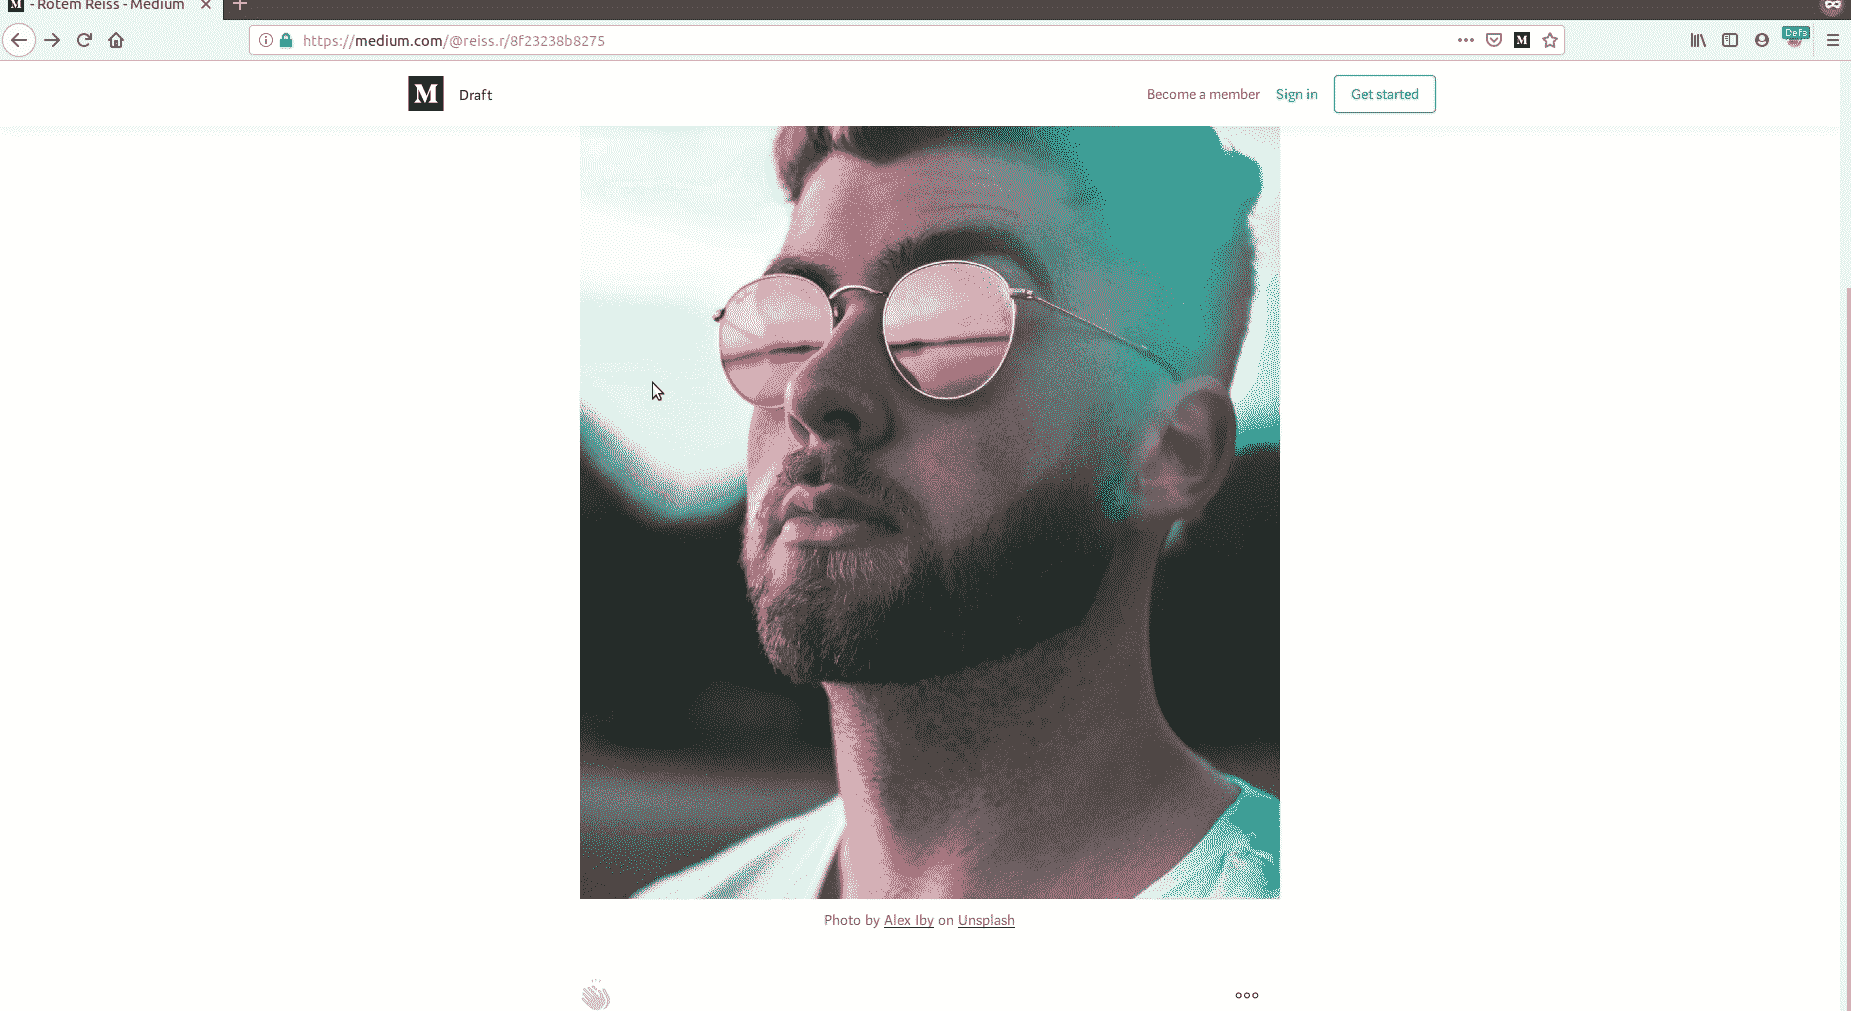 M - Rotem Reiss - Medium
https://medium.com/@reiss.r/8f23238b8275
M
DeFa
M
Draft
Become a member
Sign in
Get started
Photo by Alex Iby on Unsplash